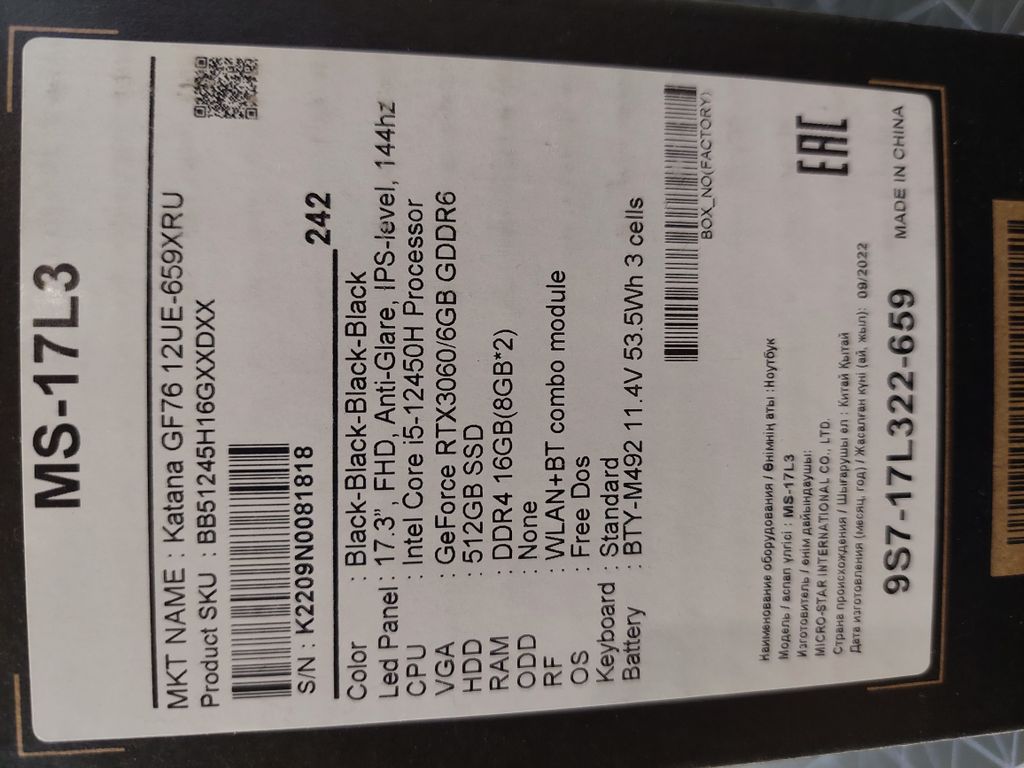 MS-17L3
MKT NAME : Katana GF76 12UE-659XRU
Product SKU : BB51245H16GXXDXX
S/N : K2209N0081818
242
Color : Black-Black-Black-Black
Led Panel : 17.3”, FHD, Anti-Glare, IPS-level, 144hz
CPU : Intel Core i5-12450H Processor
VGA : GeForce RTX3060/6GB GDDR6
HDD : 512GB SSD
RAM : DDR4 16GB(8GB*2)
ODD : None
RF : WLAN+BT combo module
OS : Free Dos
Keyboard : Standard
Battery : BTY-M492 11.4V 53.5Wh 3 cells
BOX_NO(FACTORY)
Наименование оборудования / Өнімнің аты :Ноутбук
Модель / аспап үлгісі : MS-17L3
Изготовитель / өнім дайындаушы:
MICRO-STAR INTERNATIONAL CO., LTD.
Страна происхождения / Шығарушы ел : Китай Қытай
Дата изготовления (месяц, год) / Жасалған күні (ай, жыл): 09/2022
EAC
9S7-17L322-659
MADE IN CHINA